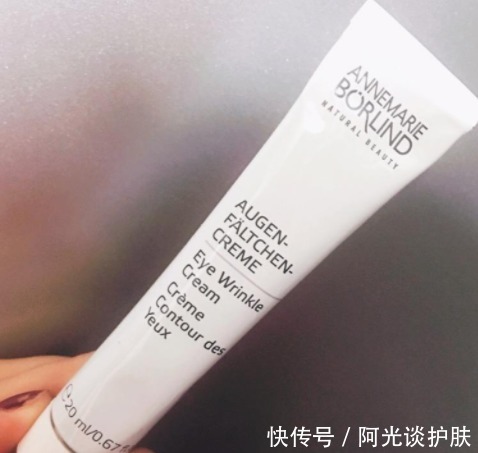 ANNEMARIE
BÖRLIND
NATURAL BEAUTY
AUGEN-
FÄLTCHEN-
CREME
Eye Wrinkle
Cream
Crème
Contour des
Yeux
20 ml/0.67
快传号 / 阿光谈护肤